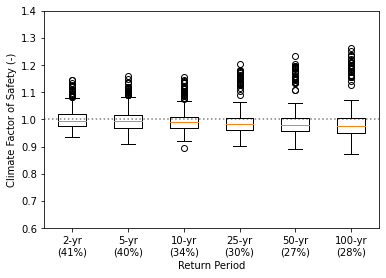 Climate Factor of Safety (-)
1.4
1.3
1.2
1.1
1.0
0.9
0.8
0.7
0.6
2-yr 5-yr 10-yr 25-yr 50-yr 100-yr
(41%) (40%) (34%) (30%) (27%) (28%)
Return Period